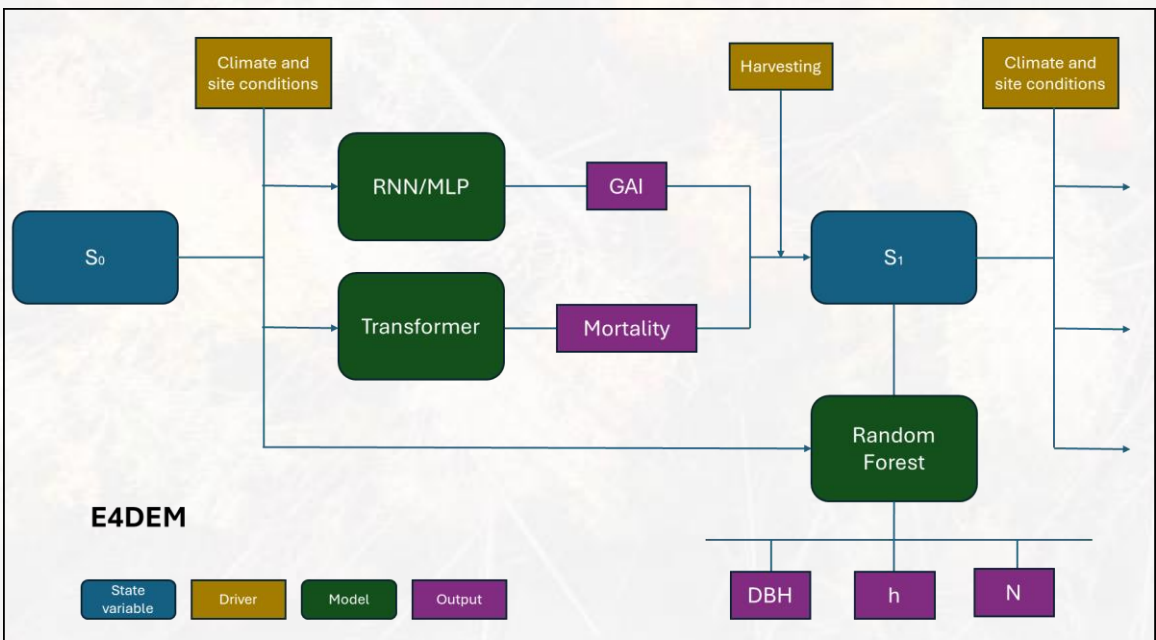 Climate and
site conditions
Harvesting
Climate and
site conditions
RNN/MLP
GAI
S₀
S₁
Transformer
Mortality
Random
Forest
E4DEM
State
variable
Driver
Model
Output
DBH
h
N